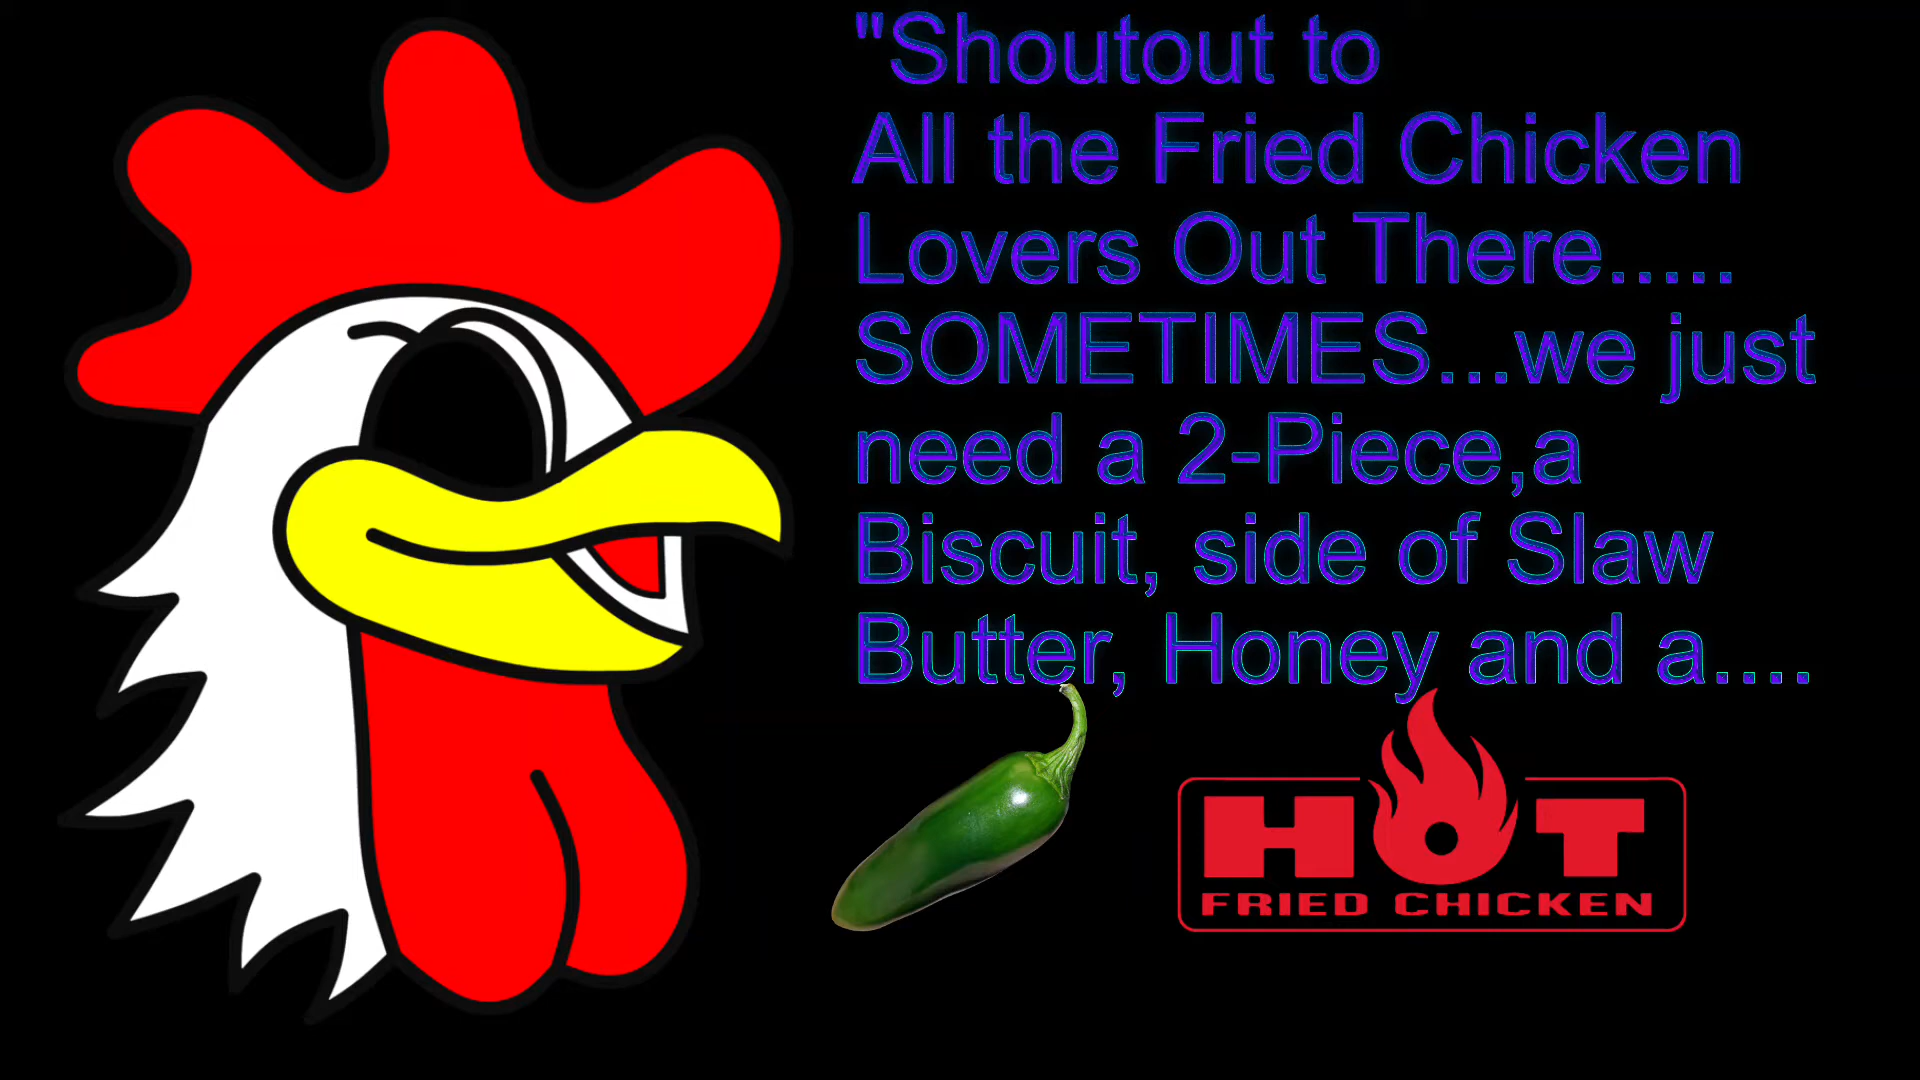 "Shoutout to
All the Fried Chicken
Lovers Out There.....
SOMETIMES...we just
need a 2-Piece,a
Biscuit, side of Slaw
Butter, Honey and a....
HOT
FRIED CHICKEN